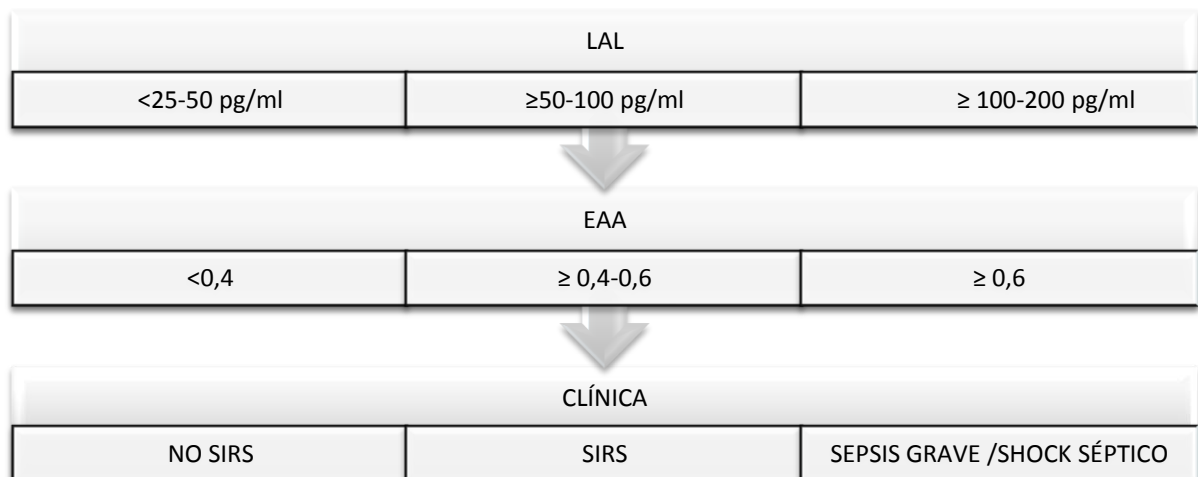 LAL
<25-50 pg/ml ≥50-100 pg/ml ≥ 100-200 pg/ml
EAA
<0,4 ≥ 0,4-0,6 ≥ 0,6
CLÍNICA
NO SIRS SIRS SEPSIS GRAVE /SHOCK SÉPTICO